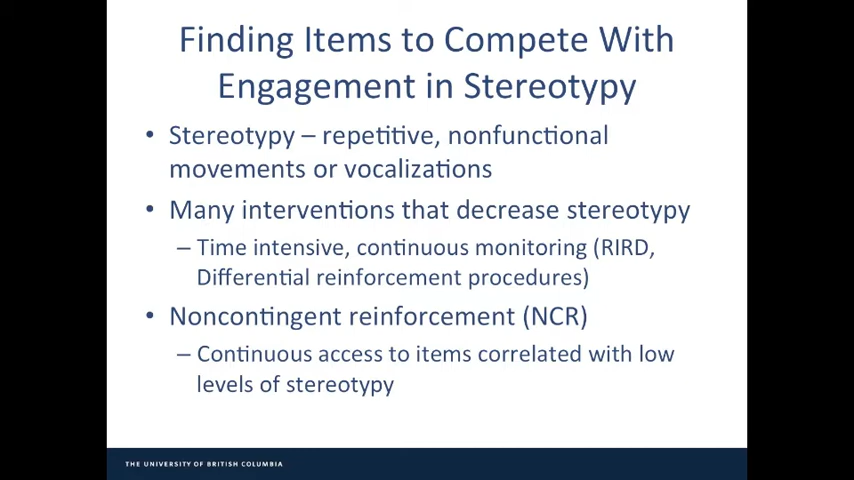 Finding Items to Compete With
Engagement in Stereotypy
• Stereotypy – repetitive, nonfunctional
movements or vocalizations
• Many interventions that decrease stereotypy
– Time intensive, continuous monitoring (RIRD,
Differential reinforcement procedures)
• Noncontingent reinforcement (NCR)
– Continuous access to items correlated with low
levels of stereotypy
THE UNIVERSITY OF BRITISH COLUMBIA